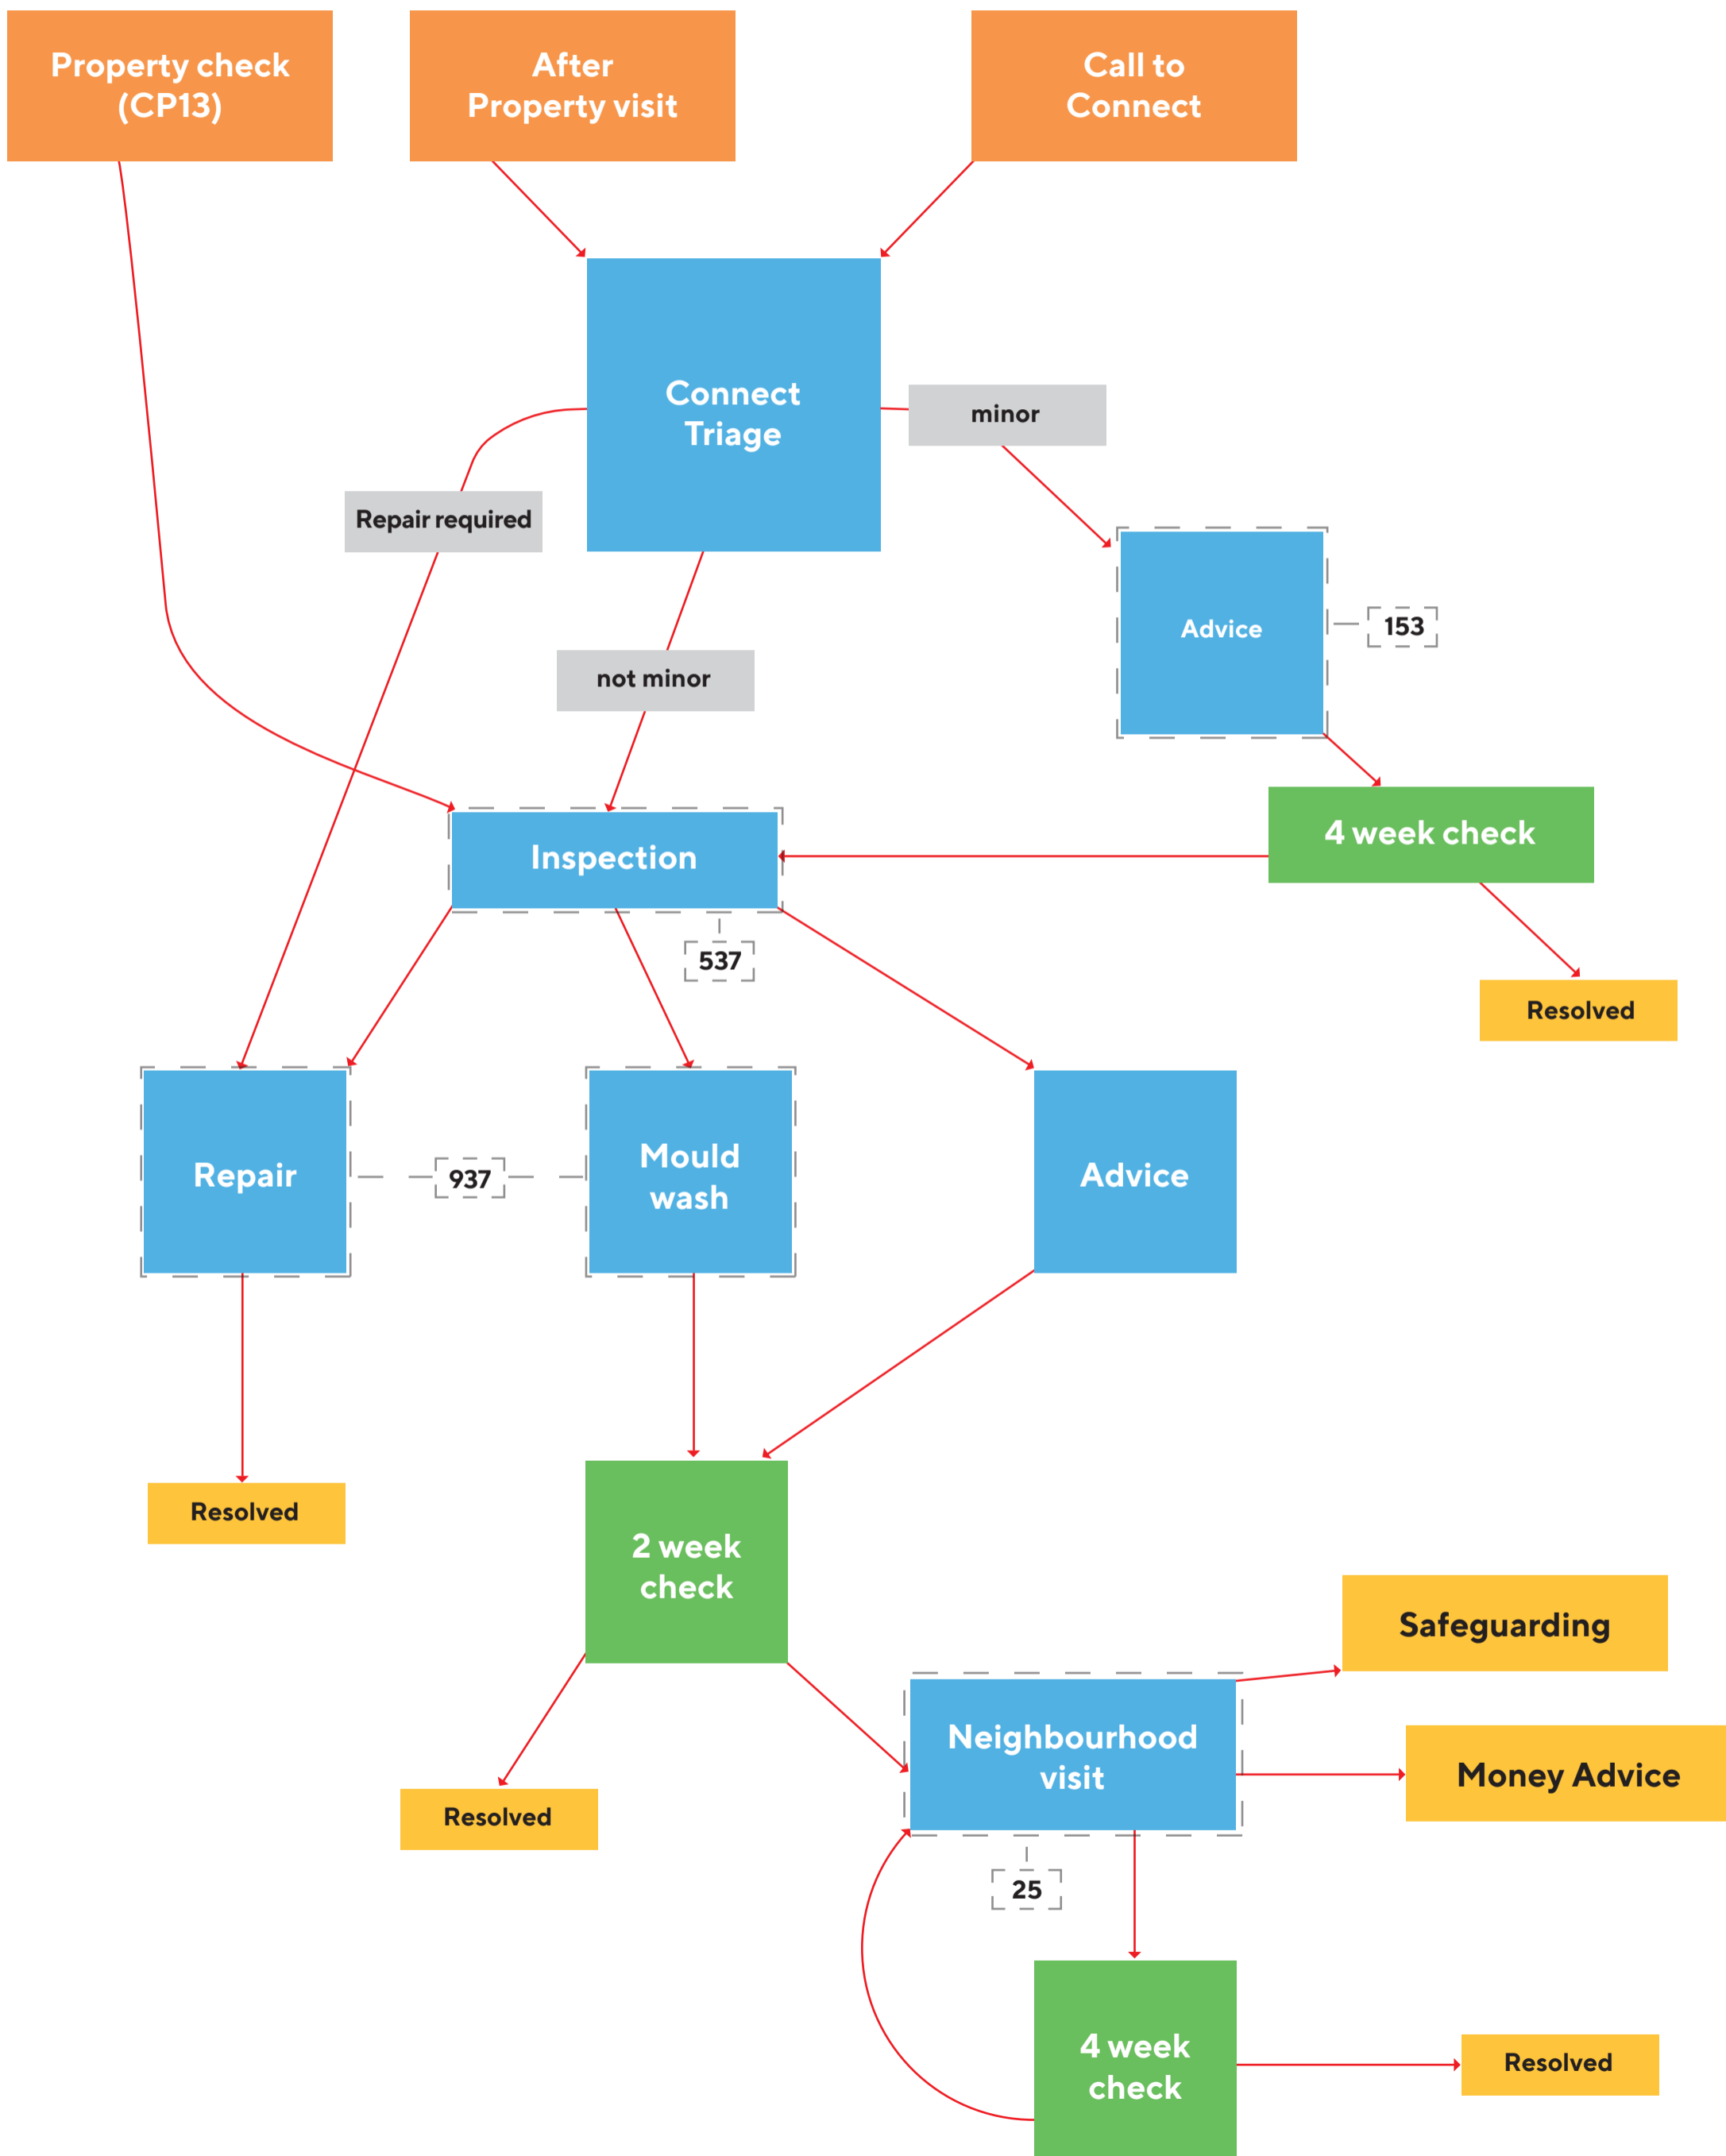 Property check
(CP13)
After
Property visit
Call to
Connect
Connect
Triage
minor
Repair required
Advice
153
not minor
4 week check
Inspection
537
Resolved
Repair
937
Mould
wash
Advice
Resolved
2 week
check
Safeguarding
Neighbourhood
visit
Money Advice
Resolved
25
4 week
check
Resolved